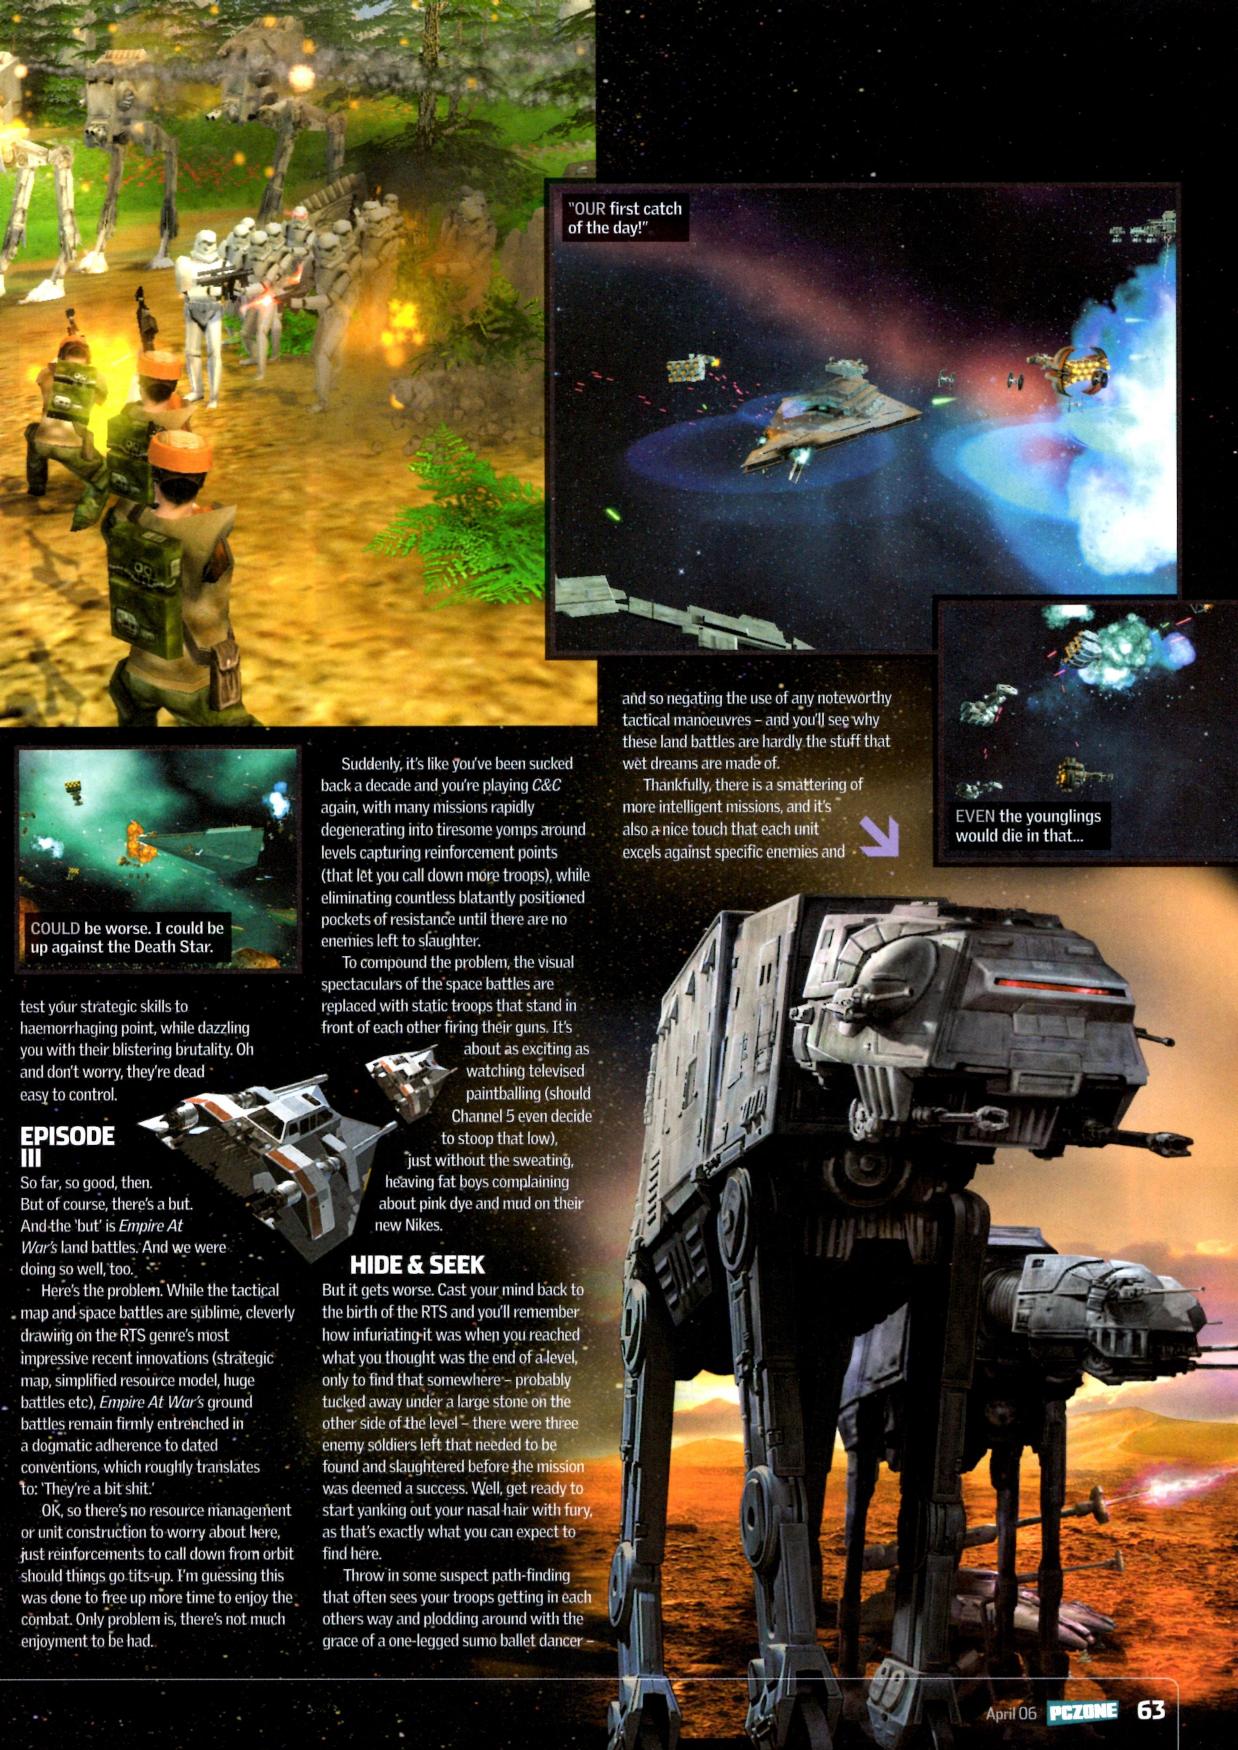 "OUR first catch
of the day!"
EVEN the younglings
would die in that...
COULD be worse. I could be
up against the Death Star.
test your strategic skills to
haemorrhaging point, while dazzling
you with their blistering brutality. Oh
and don't worry, they're dead
easy to control.
EPISODE
III
So far, so good, then.
But of course, there's a but.
And the 'but' is Empire At
War's land battles. And we were
doing so well, too.
Here's the problem. While the tactical
map and space battles are sublime, cleverly
drawing on the RTS genre's most
impressive recent innovations (strategic
map, simplified resource model, huge
battles etc), Empire At War's ground
battles remain firmly entrenched in
a dogmatic adherence to dated
conventions, which roughly translates
to: 'They're a bit shit.'
OK, so there's no resource management
or unit construction to worry about here,
just reinforcements to call down from orbit
should things go tits-up. I'm guessing this
was done to free up more time to enjoy the
combat. Only problem is, there's not much
enjoyment to be had.
Suddenly, it's like you've been sucked
back a decade and you're playing C&C
again, with many missions rapidly
degenerating into tiresome yomps around
levels capturing reinforcement points
(that let you call down more troops), while
eliminating countless blatantly positioned
pockets of resistance until there are no
enemies left to slaughter.
To compound the problem, the visual
spectaculars of the space battles are
replaced with static troops that stand in
front of each other firing their guns. It's
about as exciting as
watching televised
paintballing (should
Channel 5 even decide
to stoop that low),
just without the sweating,
heaving fat boys complaining
about pink dye and mud on their
new Nikes.
HIDE & SEEK
But it gets worse. Cast your mind back to
the birth of the RTS and you'll remember
how infuriating it was when you reached
what you thought was the end of a level,
only to find that somewhere – probably
tucked away under a large stone on the
other side of the level – there were three
enemy soldiers left that needed to be
found and slaughtered before the mission
was deemed a success. Well, get ready to
start yanking out your nasal hair with fury,
as that's exactly what you can expect to
find here.
Throw in some suspect path-finding
that often sees your troops getting in each
others way and plodding around with the
grace of a one-legged sumo ballet dancer –
and so negating the use of any noteworthy
tactical manoeuvres – and you'll see why
these land battles are hardly the stuff that
wet dreams are made of.
Thankfully, there is a smattering of
more intelligent missions, and it's
also a nice touch that each unit
excels against specific enemies and
April 06 PCZONE 63